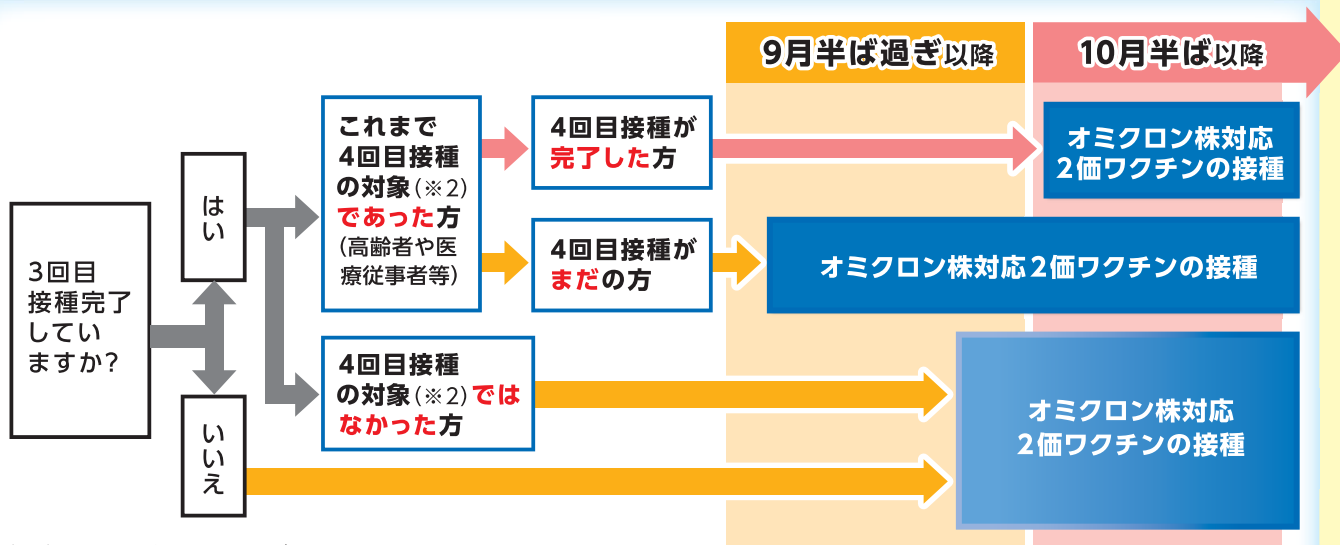 9月半ば過ぎ以降
10月半ば以降
3回目
接種完了
してい
ますか?
はい
いいえ
これまで
4回目接種
の対象(※2)
であった方
(高齢者や医
療従事者等)
4回目接種が
完了した方
オミクロン株対応
2価ワクチンの接種
4回目接種が
まだの方
オミクロン株対応2価ワクチンの接種
4回目接種
の対象(※2)では
なかった方
オミクロン株対応
2価ワクチンの接種